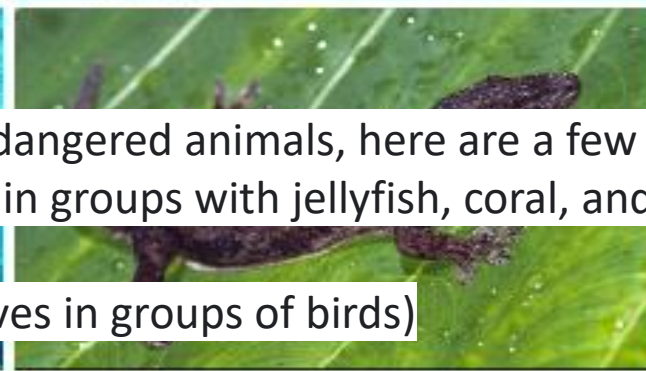 dangered animals, here are a few
in groups with jellyfish, coral, and
ves in groups of birds)